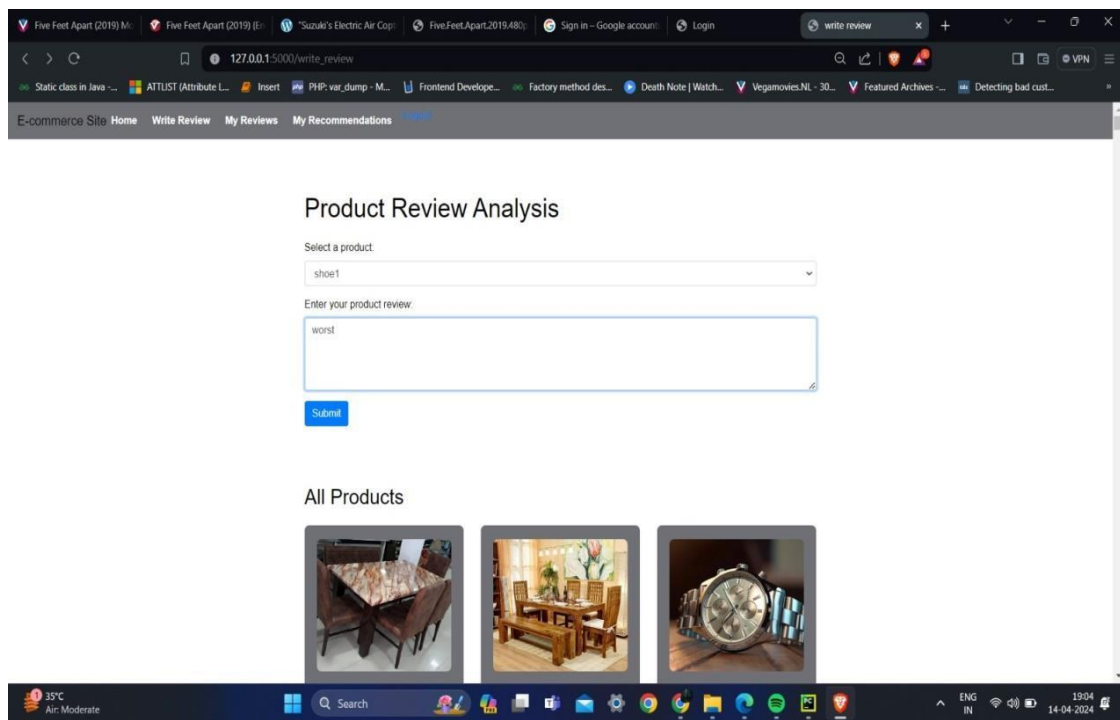 Five Feet Apart (2019) Mo
Five Feet Apart (2019) (En
"Suzuki's Electric Air Copt
Five.Feet.Apart.2019.480p
Sign in – Google account
Login
write review
127.0.0.1:5000/write_review
VPN
Static class in Java -...
ATTLIST (Attribute L...
Insert
PHP: var_dump - M...
Frontend Develope...
Factory method des...
Death Note | Watch...
Vegamovies.NL - 30...
Featured Archives -...
Detecting bad cust...
E-commerce Site Home Write Review My Reviews My Recommendations
Product Review Analysis
Select a product:
shoe1
Enter your product review:
worst
Submit
All Products
35°C
Air: Moderate
Search
ENG
IN
19:04
14-04-2024